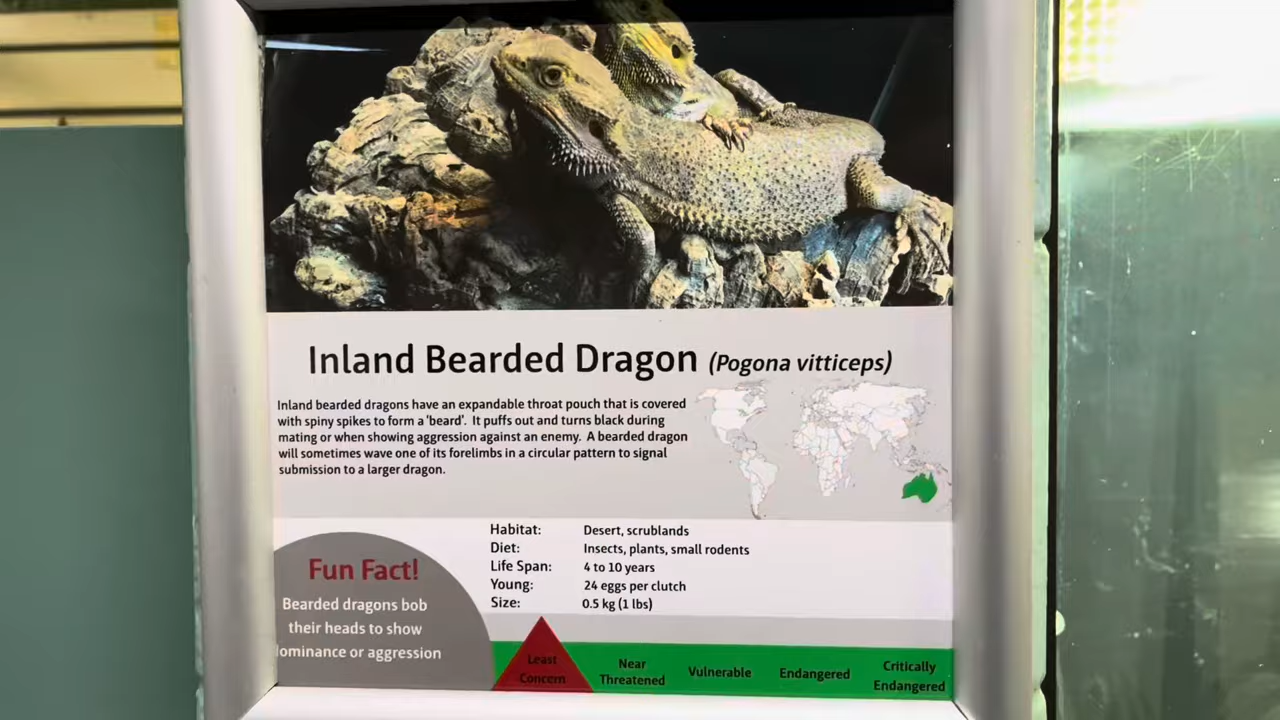 Inland Bearded Dragon (Pogona vitticeps)
Inland bearded dragons have an expandable throat pouch that is covered
with spiny spikes to form a 'beard'. It puffs out and turns black during
mating or when showing aggression against an enemy. A bearded dragon
will sometimes wave one of its forelimbs in a circular pattern to signal
submission to a larger dragon.
Habitat: Desert, scrublands
Diet: Insects, plants, small rodents
Life Span: 4 to 10 years
Young: 24 eggs per clutch
Size: 0.5 kg (1 lbs)
Fun Fact!
Bearded dragons bob
their heads to show
ominance or aggression
Least
Concern
Near
Threatened
Vulnerable
Endangered
Critically
Endangered